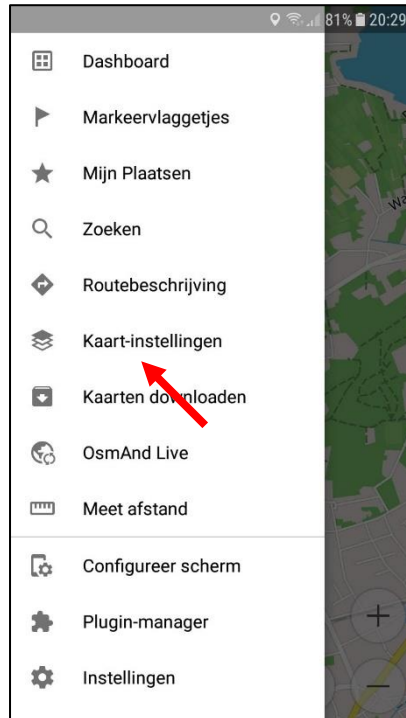 81% 20:29
Dashboard
Markeervlaggetjes
Mijn Plaatsen
Zoeken
Routebeschrijving
Kaart-instellingen
Kaarten downloaden
OsmAnd Live
Meet afstand
Configureer scherm
Plugin-manager
Instellingen